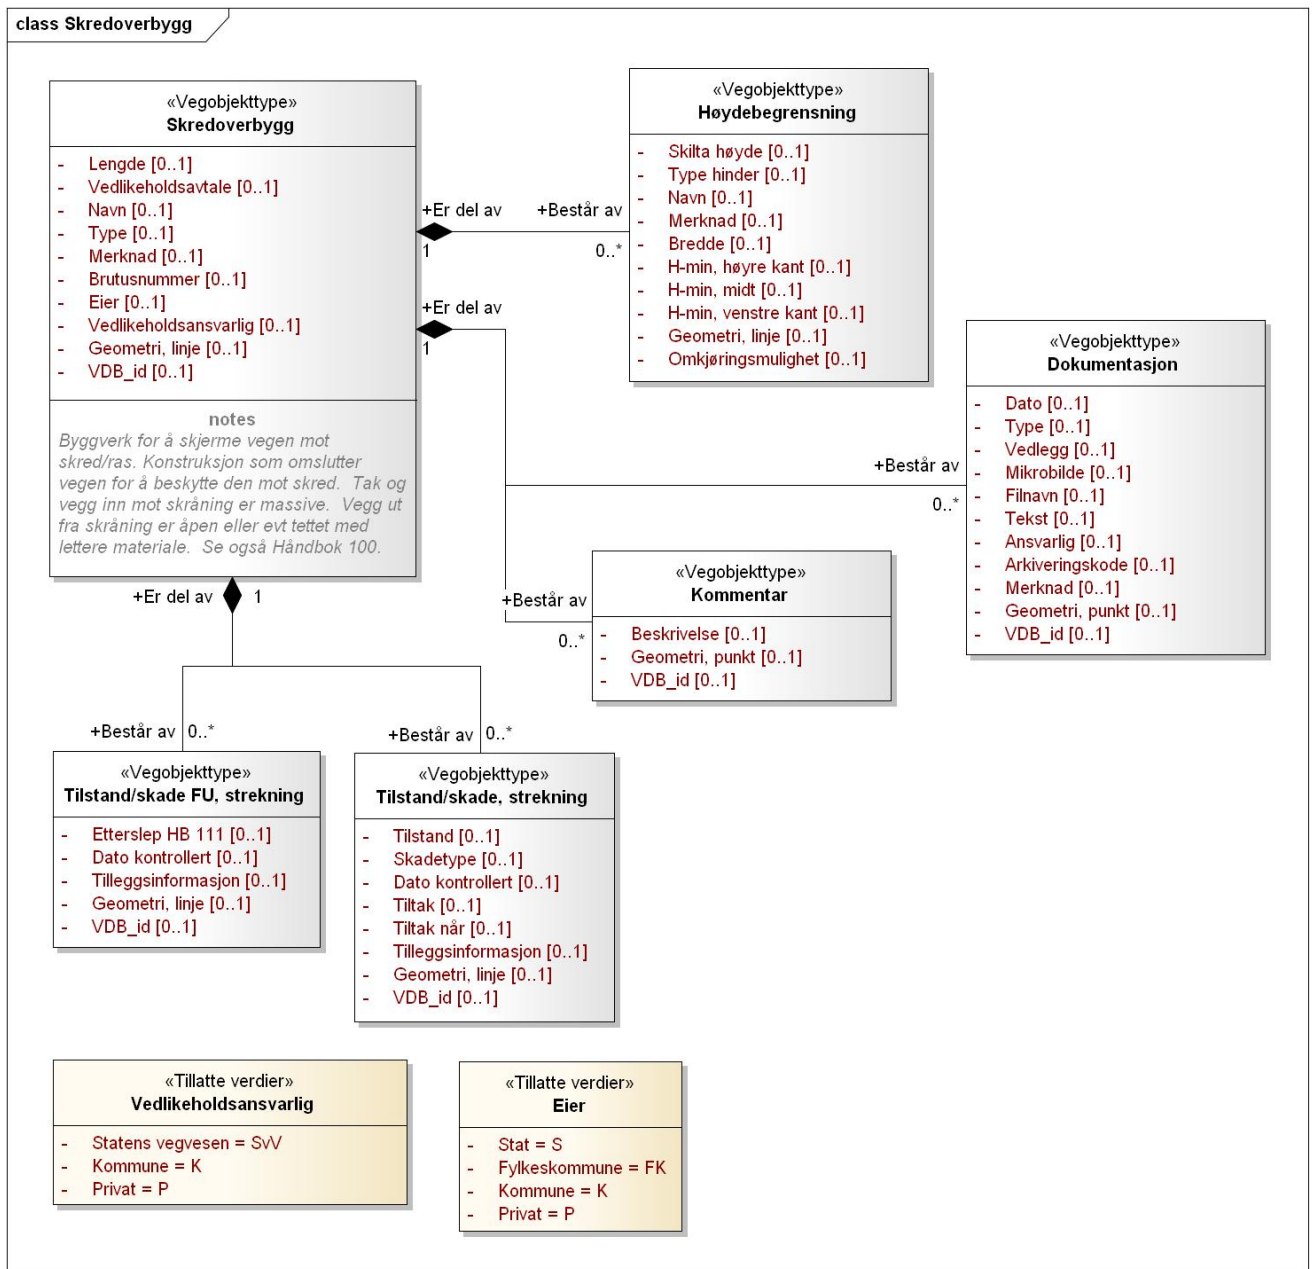 class Skredoverbygg
«Vegobjekttype»
Skredoverbygg
- Lengde [0..1]
- Vedlikeholdsavtale [0..1]
- Navn [0..1]
- Type [0..1]
- Merknad [0..1]
- Brutusnummer [0..1]
- Eier [0..1]
- Vedlikeholdsansvarlig [0..1]
- Geometri, linje [0..1]
- VDB_id [0..1]
notes
Byggverk for å skjerme vegen mot
skred/ras. Konstruksjon som omslutter
vegen for å beskytte den mot skred.  Tak og
vegg inn mot skråning er massive.  Vegg ut
fra skråning er åpen eller evt tettet med
lettere materiale.  Se også Håndbok 100.
+Er del av
1
+Består av
0..*
«Vegobjekttype»
Høydebegrensning
- Skilta høyde [0..1]
- Type hinder [0..1]
- Navn [0..1]
- Merknad [0..1]
- Bredde [0..1]
- H-min, høyre kant [0..1]
- H-min, midt [0..1]
- H-min, venstre kant [0..1]
- Geometri, linje [0..1]
- Omkjøringsmulighet [0..1]
+Er del av
1
+Består av
0..*
«Vegobjekttype»
Dokumentasjon
- Dato [0..1]
- Type [0..1]
- Vedlegg [0..1]
- Mikrobilde [0..1]
- Filnavn [0..1]
- Tekst [0..1]
- Ansvarlig [0..1]
- Arkiveringskode [0..1]
- Merknad [0..1]
- Geometri, punkt [0..1]
- VDB_id [0..1]
+Består av
0..*
«Vegobjekttype»
Kommentar
- Beskrivelse [0..1]
- Geometri, punkt [0..1]
- VDB_id [0..1]
+Er del av
1
+Består av
0..*
«Vegobjekttype»
Tilstand/skade FU, strekning
- Etterslep HB 111 [0..1]
- Dato kontrollert [0..1]
- Tilleggsinformasjon [0..1]
- Geometri, linje [0..1]
- VDB_id [0..1]
+Består av
0..*
«Vegobjekttype»
Tilstand/skade, strekning
- Tilstand [0..1]
- Skadetype [0..1]
- Dato kontrollert [0..1]
- Tiltak [0..1]
- Tiltak når [0..1]
- Tilleggsinformasjon [0..1]
- Geometri, linje [0..1]
- VDB_id [0..1]
«Tillatte verdier»
Vedlikeholdsansvarlig
- Statens vegvesen = SvV
- Kommune = K
- Privat = P
«Tillatte verdier»
Eier
- Stat = S
- Fylkeskommune = FK
- Kommune = K
- Privat = P